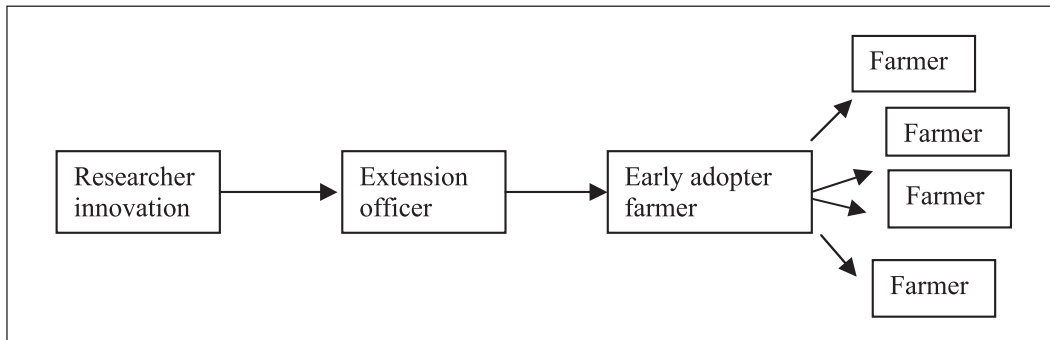 Researcher
innovation
Extension
officer
Early adopter
farmer
Farmer
Farmer
Farmer
Farmer